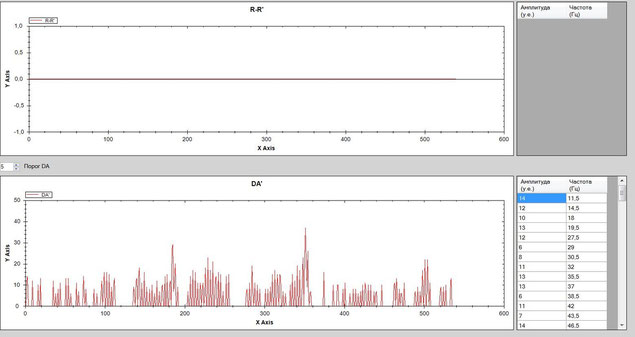 R-R'
R-R'
1,0
0,5
0,0
-0,5
-1,0
Y Axis
0 100 200 300 400 500 600
X Axis
Амплитуда (у.е.) Частота (Гц)
5 Порог DA
DA'
DA'
50
40
30
20
10
0
Y Axis
0 100 200 300 400 500 600
X Axis
Амплитуда (у.е.) Частота (Гц)
14 11,5
12 14,5
10 18
13 19,5
12 27,5
6 29
8 30,5
11 32
13 35,5
13 37
6 38,5
11 42
7 43,5
14 46,5